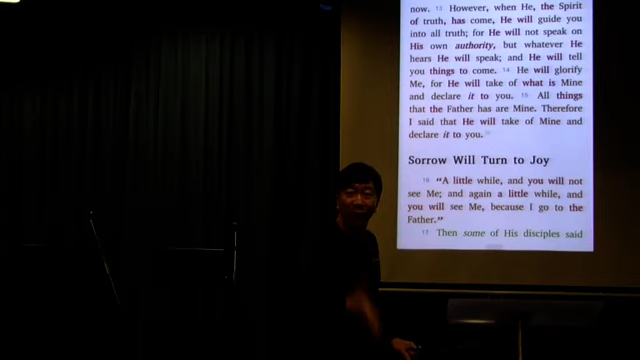 now. 13 However, when He, the Spirit
of truth, has come, He will guide you
into all truth; for He will not speak on
His own authority, but whatever He
hears He will speak; and He will tell
you things to come. 14 He will glorify
Me, for He will take of what is Mine
and declare it to you. 15 All things
that the Father has are Mine. Therefore
I said that He will take of Mine and
declare it to you.
Sorrow Will Turn to Joy
16 “A little while, and you will not
see Me; and again a little while, and
you will see Me, because I go to the
Father.”
17 Then some of His disciples said